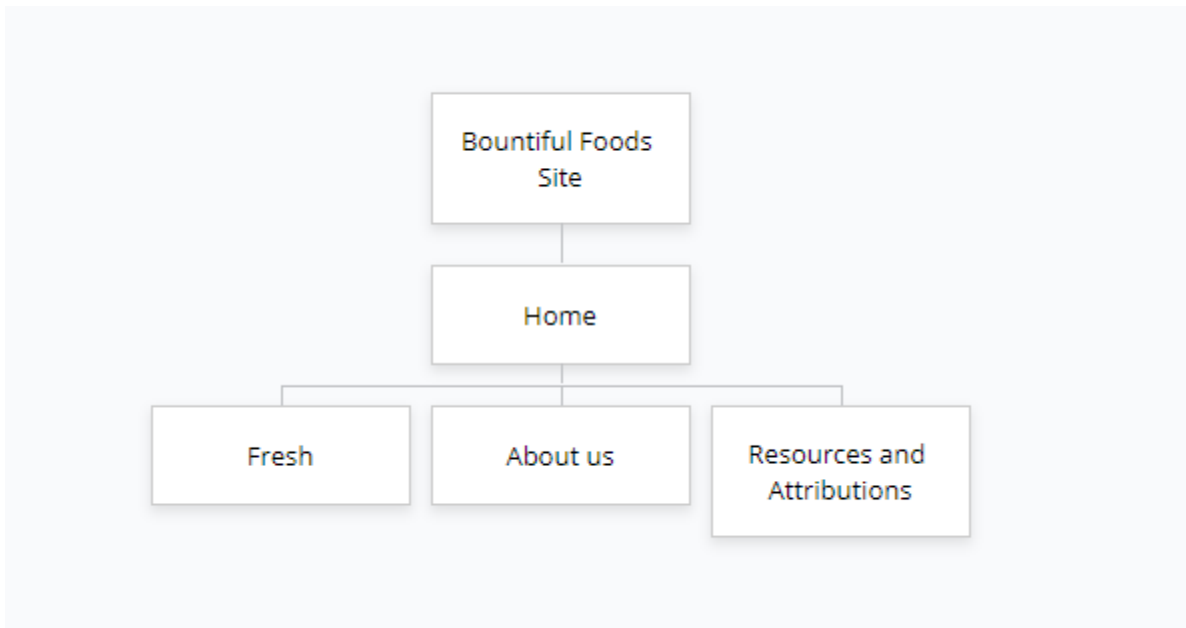 Bountiful Foods
Site
Home
Fresh
About us
Resources and
Attributions